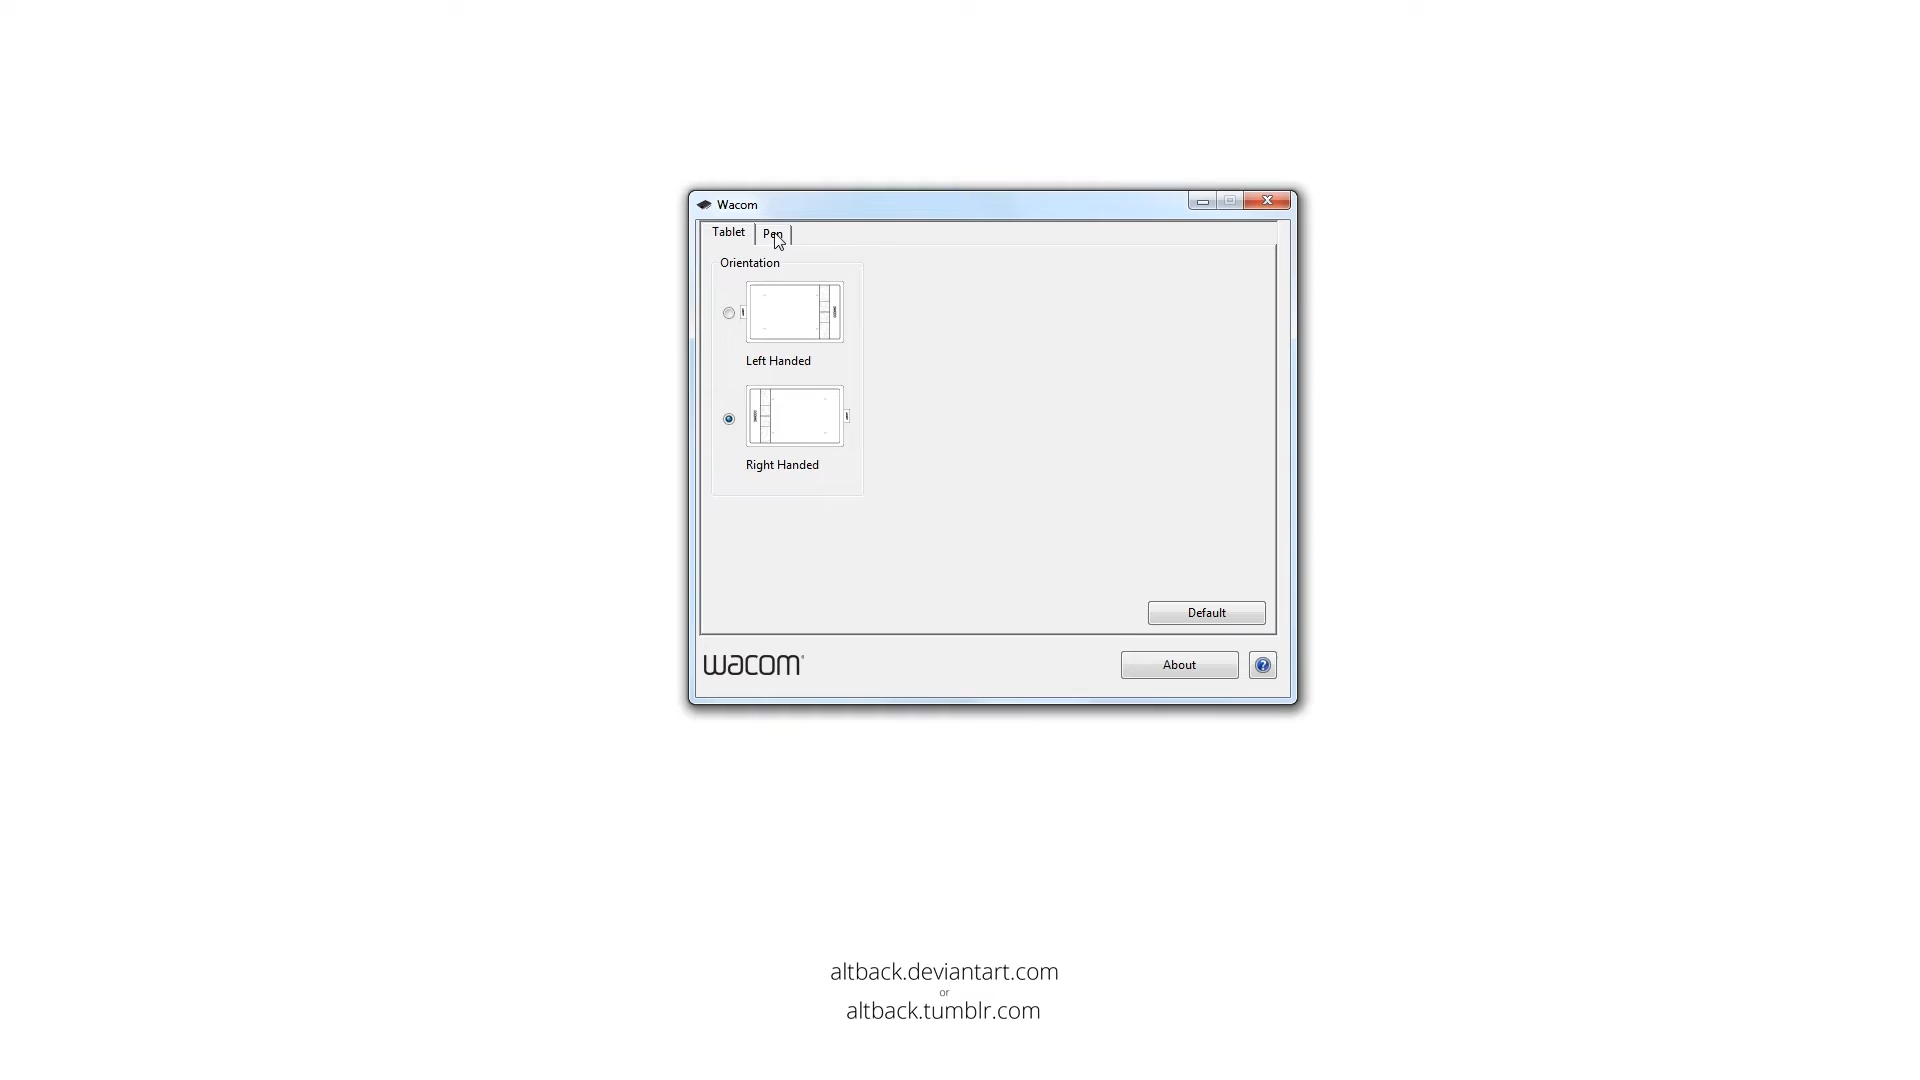 Wacom
Tablet
Pen
Orientation
Left Handed
Right Handed
Default
wacom
About
altback.deviantart.com
or
altback.tumblr.com